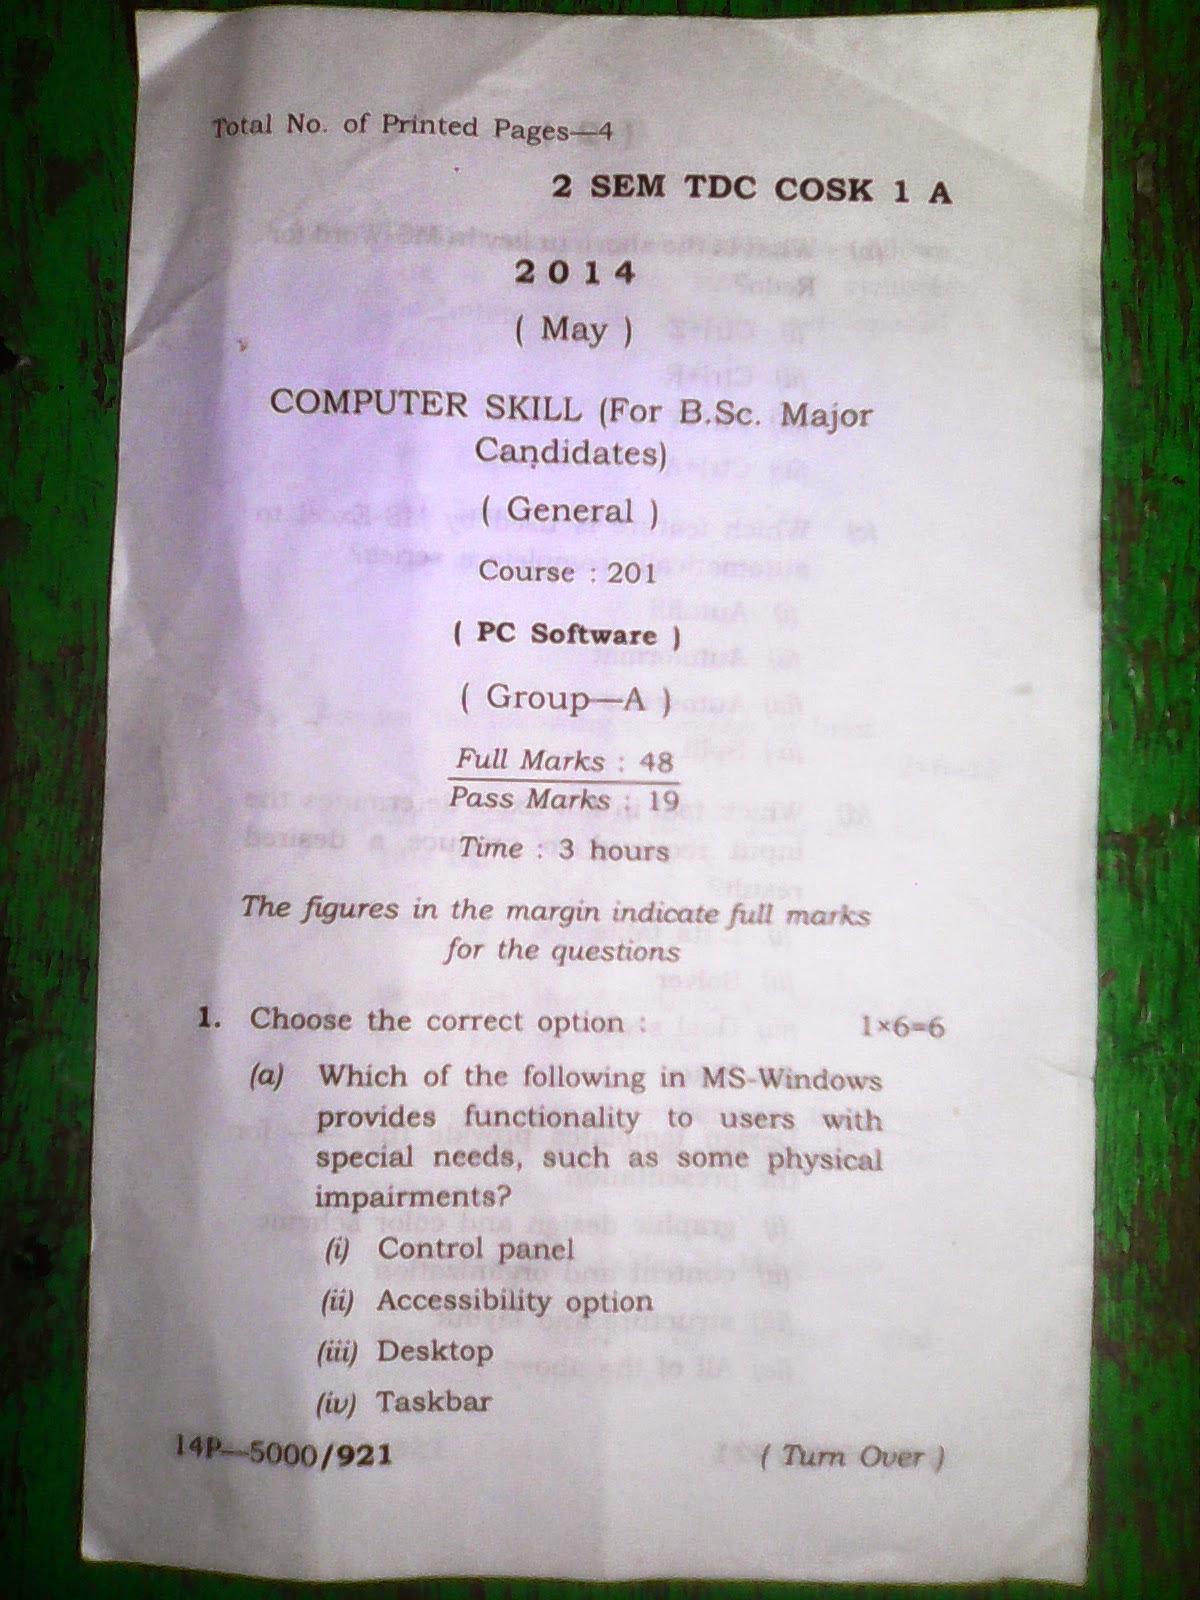 Total No. of Printed Pages—4
2 SEM TDC COSK 1 A
2014
( May )
COMPUTER SKILL (For B.Sc. Major
Candidates)
( General )
Course : 201
( PC Software )
( Group—A )
Full Marks : 48
Pass Marks : 19
Time : 3 hours
The figures in the margin indicate full marks
for the questions
1. Choose the correct option : 1×6=6
(a) Which of the following in MS-Windows
provides functionality to users with
special needs, such as some physical
impairments?
(i) Control panel
(ii) Accessibility option
(iii) Desktop
(iv) Taskbar
14P—5000/921 ( Turn Over )